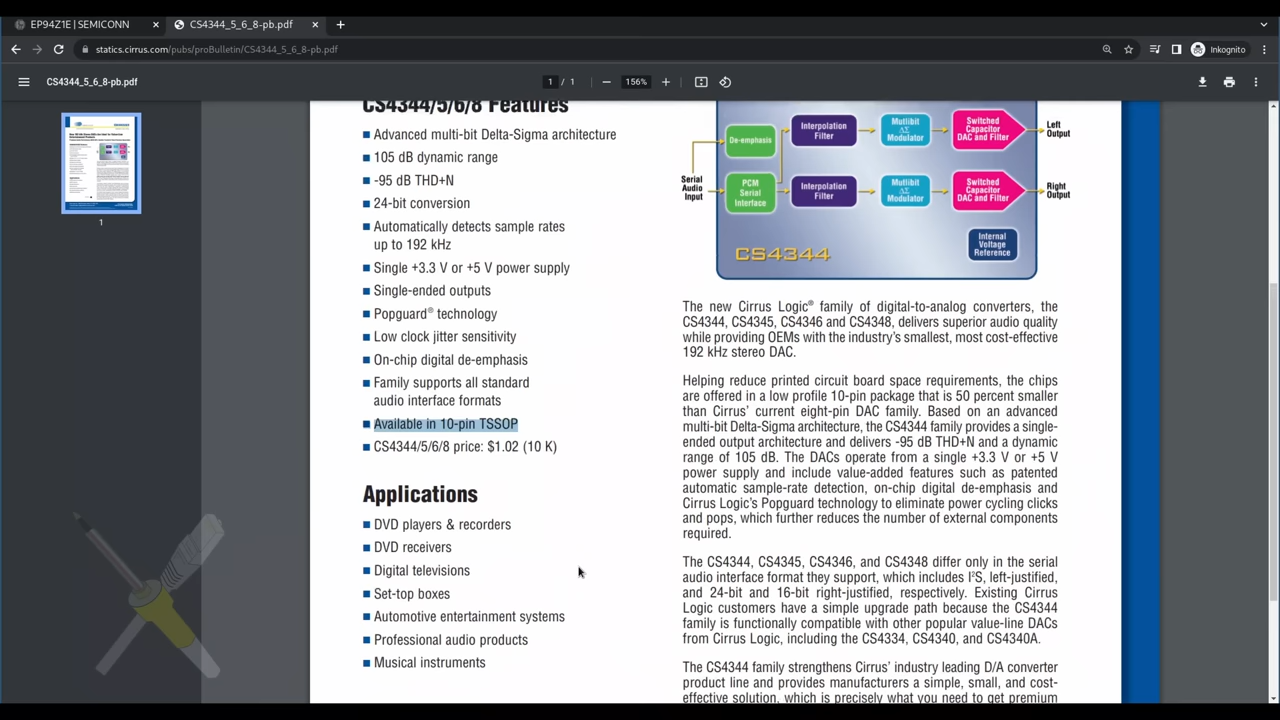 EP94Z1E | SEMICONN
CS4344_5_6_8-pb.pdf
statics.cirrus.com/pubs/proBulletin/CS4344_5_6_8-pb.pdf
Inkognito
CS4344_5_6_8-pb.pdf
1 / 1
156%
1
CS4344/5/6/8 Features
Advanced multi-bit Delta-Sigma architecture
105 dB dynamic range
-95 dB THD+N
24-bit conversion
Automatically detects sample rates
up to 192 kHz
Single +3.3 V or +5 V power supply
Single-ended outputs
Popguard® technology
Low clock jitter sensitivity
On-chip digital de-emphasis
Family supports all standard
audio interface formats
Available in 10-pin TSSOP
CS4344/5/6/8 price: $1.02 (10 K)
Applications
DVD players & recorders
DVD receivers
Digital televisions
Set-top boxes
Automotive entertainment systems
Professional audio products
Musical instruments
Serial
Audio
Input
De-emphasis
PCM
Serial
Interface
Interpolation
Filter
Interpolation
Filter
Multibit
ΔΣ
Modulator
Multibit
ΔΣ
Modulator
Switched
Capacitor
DAC and Filter
Switched
Capacitor
DAC and Filter
Left
Output
Right
Output
Internal
Voltage
Reference
CS4344
The new Cirrus Logic® family of digital-to-analog converters, the
CS4344, CS4345, CS4346 and CS4348, delivers superior audio quality
while providing OEMs with the industry's smallest, most cost-effective
192 kHz stereo DAC.
Helping reduce printed circuit board space requirements, the chips
are offered in a low profile 10-pin package that is 50 percent smaller
than Cirrus' current eight-pin DAC family. Based on an advanced
multi-bit Delta-Sigma architecture, the CS4344 family provides a single-
ended output architecture and delivers -95 dB THD+N and a dynamic
range of 105 dB. The DACs operate from a single +3.3 V or +5 V
power supply and include value-added features such as patented
automatic sample-rate detection, on-chip digital de-emphasis and
Cirrus Logic's Popguard technology to eliminate power cycling clicks
and pops, which further reduces the number of external components
required.
The CS4344, CS4345, CS4346, and CS4348 differ only in the serial
audio interface format they support, which includes I²S, left-justified,
and 24-bit and 16-bit right-justified, respectively. Existing Cirrus
Logic customers have a simple upgrade path because the CS4344
family is functionally compatible with other popular value-line DACs
from Cirrus Logic, including the CS4334, CS4340, and CS4340A.
The CS4344 family strengthens Cirrus' industry leading D/A converter
product line and provides manufacturers a simple, small, and cost-
effective solution, which is precisely what you need to get premium